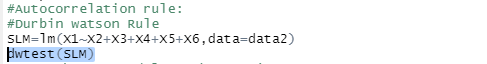 #Autocorrelation rule:
#Durbin watson Rule
SLM=lm(X1~X2+X3+X4+X5+X6,data=data2)
dwtest(SLM)